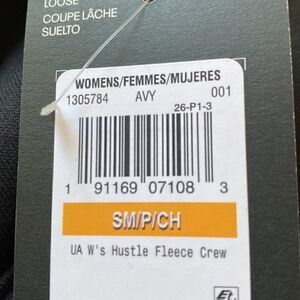 LOOSE
COUPE LÂCHE
SUELTO
WOMENS/FEMMES/MUJERES
1305784 AVY 001
26-P1-3
1 91169 07108 3
SM/P/CH
UA W's Hustle Fleece Crew